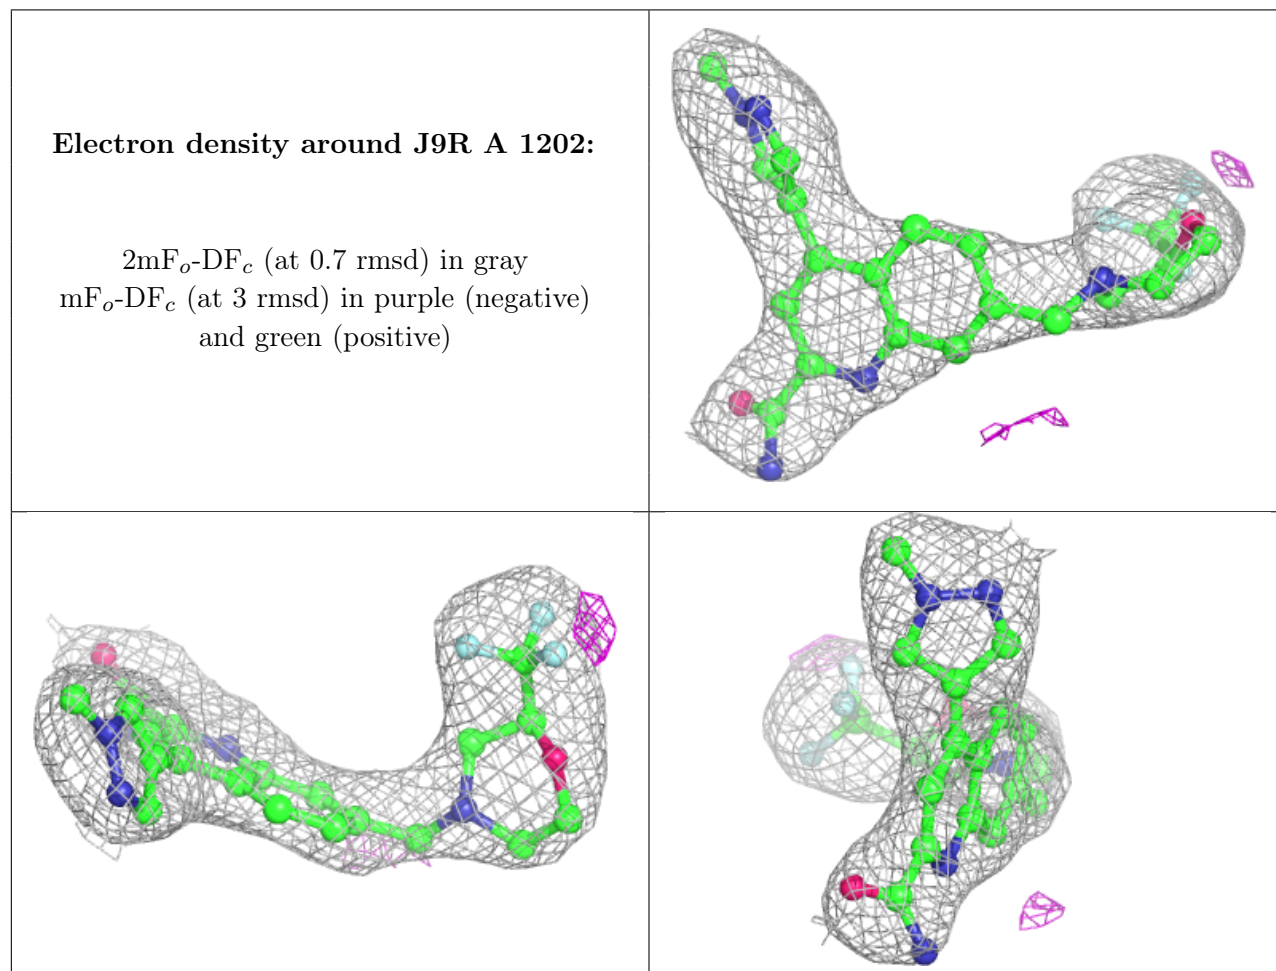 Electron density around J9R A 1202:
2mFₒ-DF𝑐 (at 0.7 rmsd) in gray
mFₒ-DF𝑐 (at 3 rmsd) in purple (negative)
and green (positive)